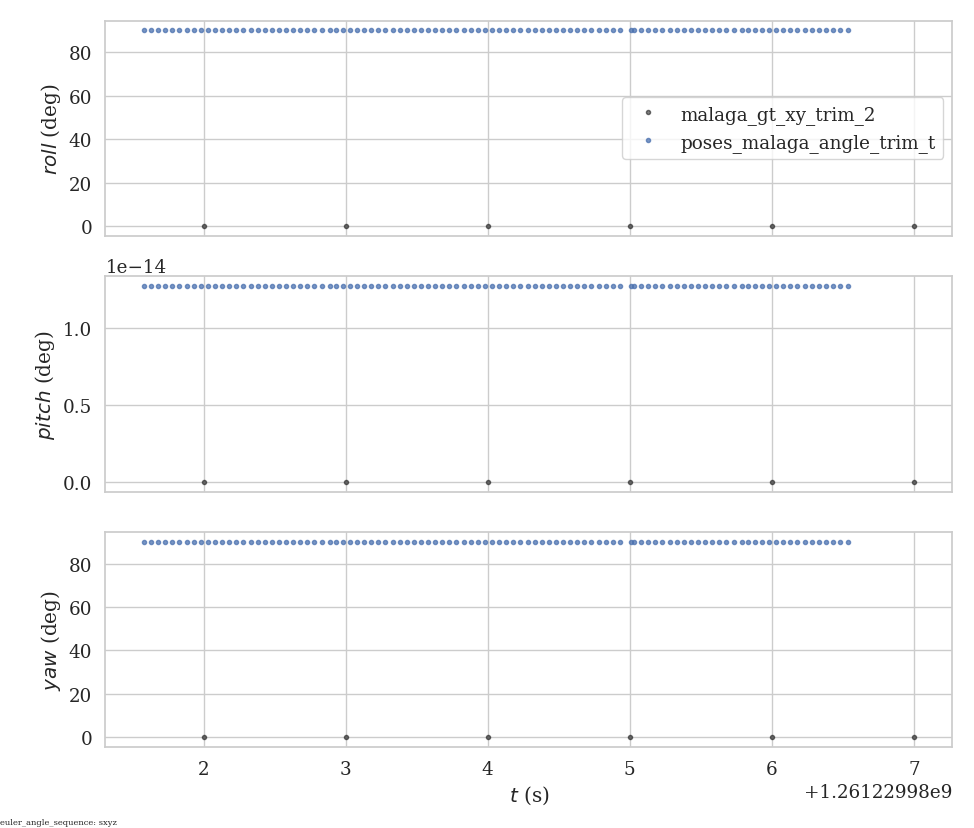 80
60
40
20
0
roll (deg)
malaga_gt_xy_trim_2
poses_malaga_angle_trim_t
1e−14
1.0
0.5
0.0
pitch (deg)
80
60
40
20
0
yaw (deg)
2 3 4 5 6 7
t (s)
+1.26122998e9
euler_angle_sequence: sxyz